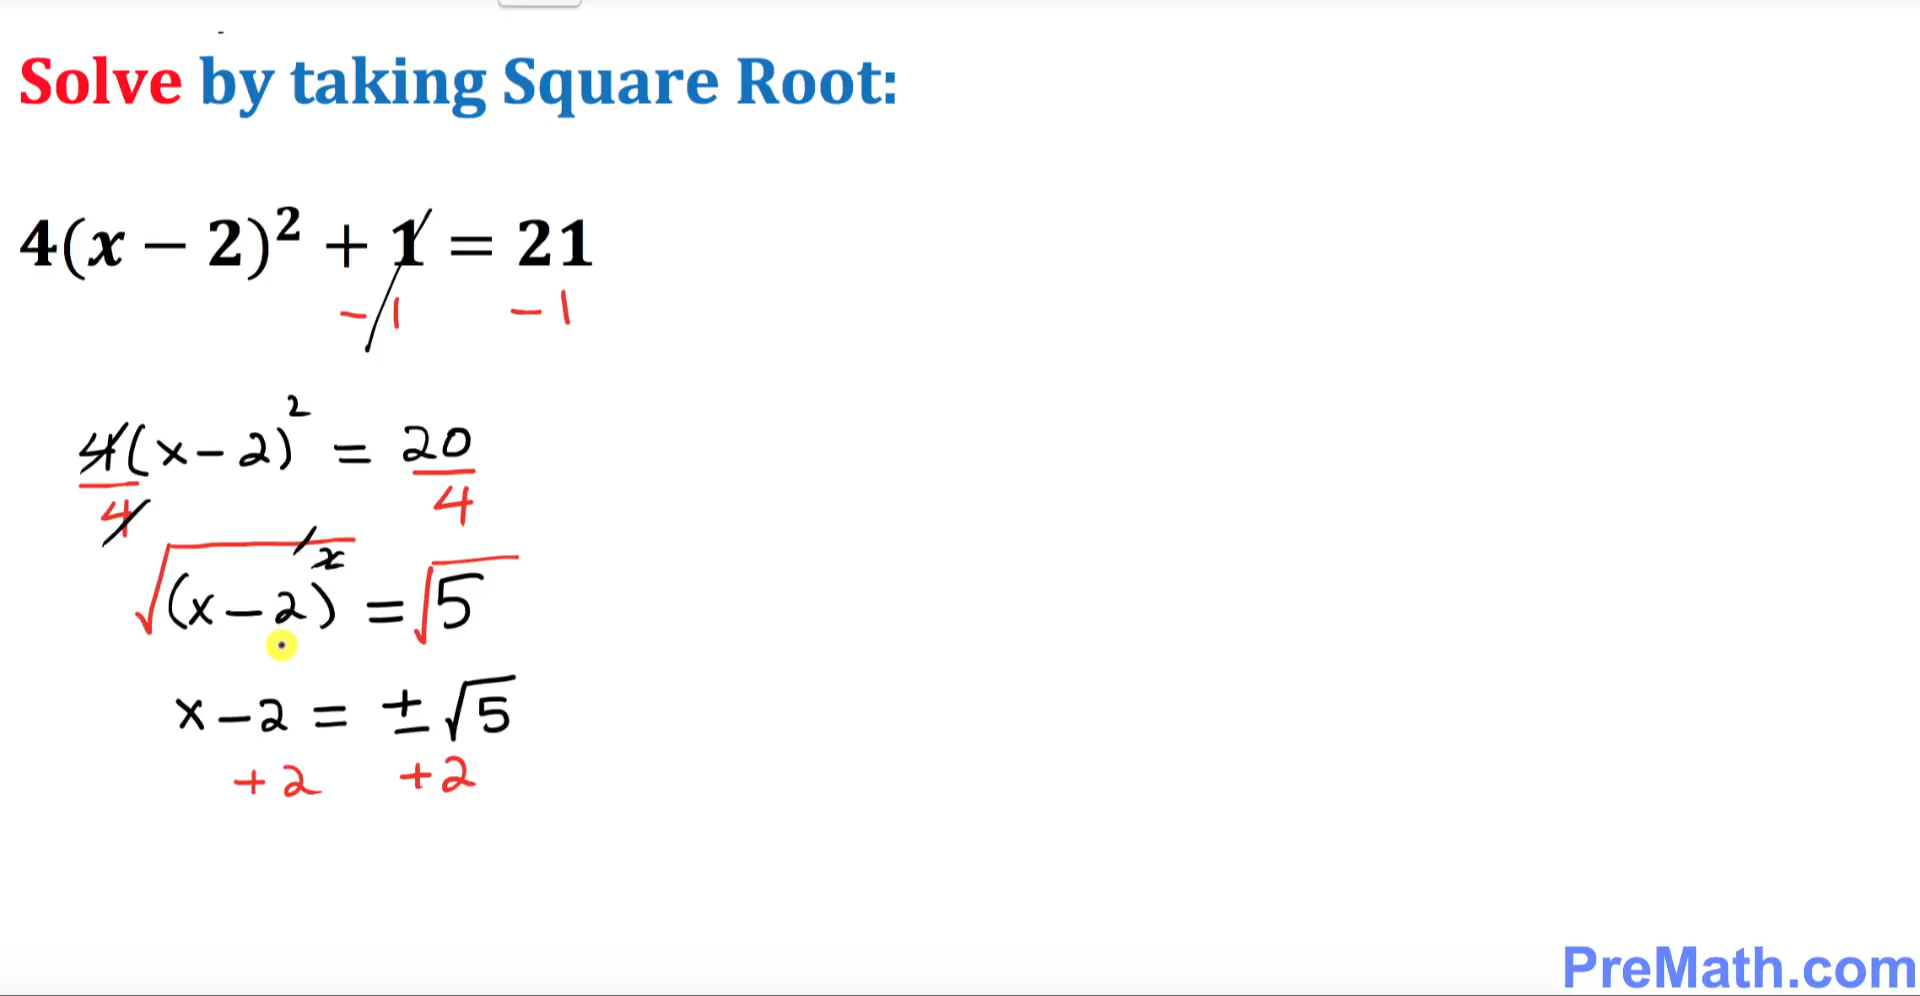 Solve by taking Square Root:
4(x − 2)² + 1 = 21
−1 −1
4(x−2)² = 20
4 4
√(x−2)² = √5
x−2 = ±√5
+2 +2
PreMath.com